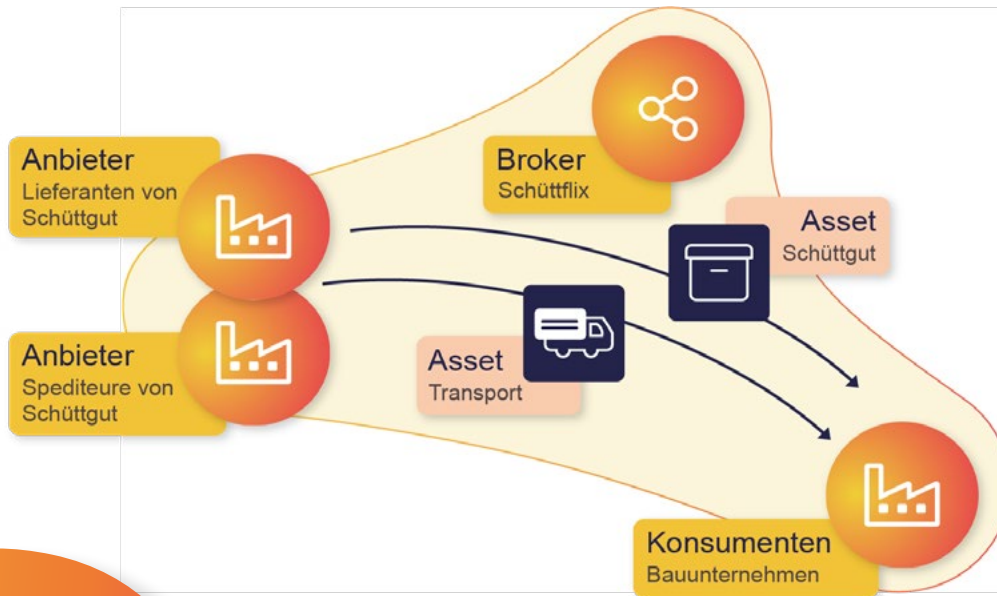 Anbieter
Lieferanten von
Schüttgut
Broker
Schüttflix
Asset
Schüttgut
Anbieter
Spediteure von
Schüttgut
Asset
Transport
Konsumenten
Bauunternehmen